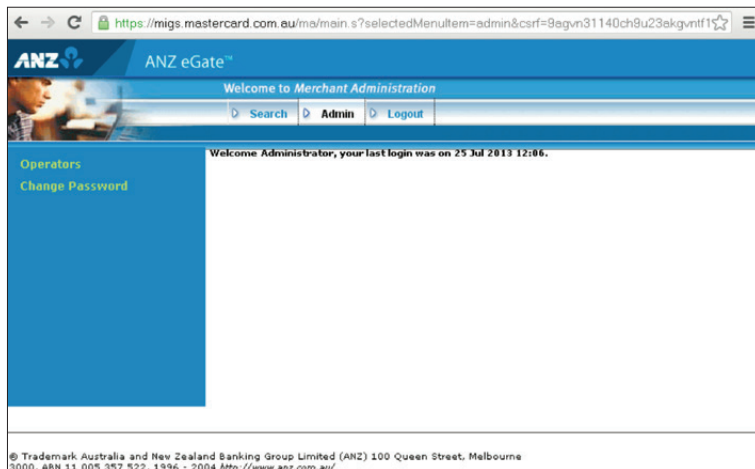 https://migs.mastercard.com.au/ma/main.s?selectedMenuItem=admin&csrf=9agvn31140ch9u23akgvntf1
ANZ
ANZ eGate™
Welcome to Merchant Administration
Search Admin Logout
Operators
Change Password
Welcome Administrator, your last login was on 25 Jul 2013 12:06.
® Trademark Australia and New Zealand Banking Group Limited (ANZ) 100 Queen Street, Melbourne
3000, ABN 11 005 357 522, 1996 - 2004 http://www.anz.com.au/